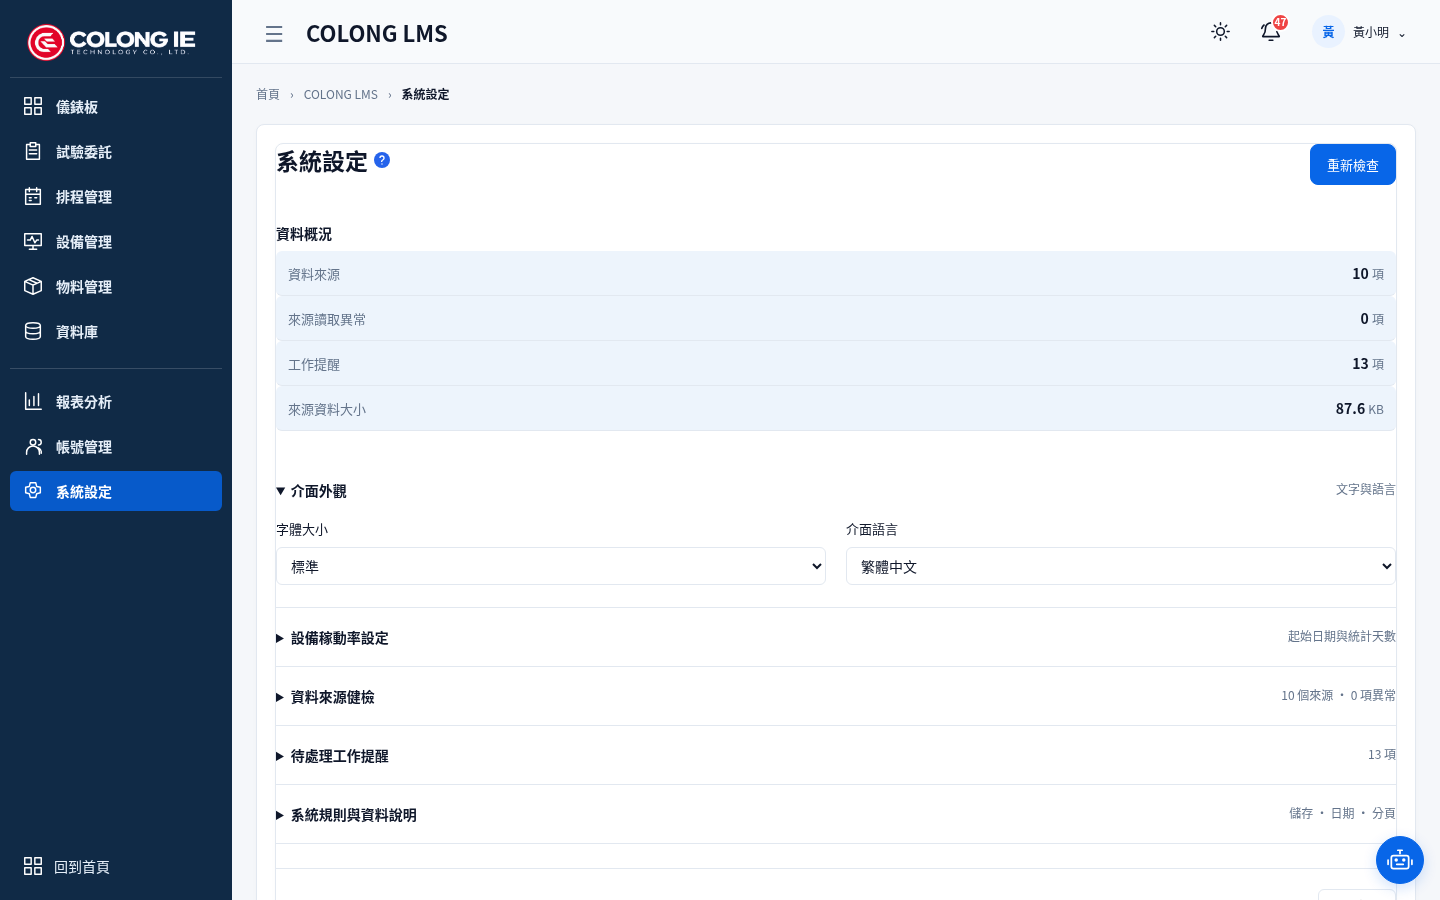 COLONG IE
TECHNOLOGY CO., LTD.
儀錶板
試驗委託
排程管理
設備管理
物料管理
資料庫
報表分析
帳號管理
系統設定
回到首頁
☰ COLONG LMS
47
黃 黃小明
首頁 › COLONG LMS › 系統設定
系統設定 ?
重新檢查
資料概況
資料來源 10 項
來源讀取異常 0 項
工作提醒 13 項
來源資料大小 87.6 KB
▼ 介面外觀 文字與語言
字體大小 介面語言
標準 繁體中文
▶ 設備稼動率設定 起始日期與統計天數
▶ 資料來源健檢 10 個來源 · 0 項異常
▶ 待處理工作提醒 13 項
▶ 系統規則與資料說明 儲存 · 日期 · 分頁